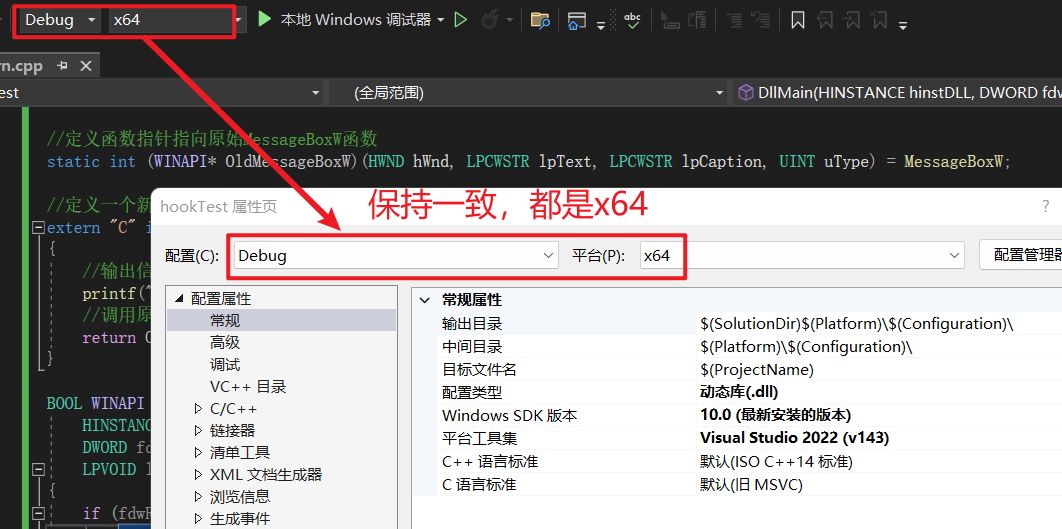 Debug x64 本地 Windows 调试器 abc
n.cpp
est (全局范围) DllMain(HINSTANCE hinstDLL, DWORD fdw
//定义函数指针指向原始MessageBoxW函数
static int (WINAPI* OldMessageBoxW)(HWND hWnd, LPCWSTR lpText, LPCWSTR lpCaption, UINT uType) = MessageBoxW;
//定义一个新
extern "C" i
{
//输出信
printf("
//调用原
return O
}
BOOL WINAPI
HINSTANC
DWORD fd
LPVOID l
{
if (fdwR
保持一致，都是x64
hookTest 属性页 ?
配置(C): Debug 平台(P): x64 配置管理器
配置属性
常规
高级
调试
VC++ 目录
C/C++
链接器
清单工具
XML 文档生成器
浏览信息
生成事件
常规属性
输出目录 $(SolutionDir)$(Platform)\$(Configuration)\
中间目录 $(Platform)\$(Configuration)\
目标文件名 $(ProjectName)
配置类型 动态库(.dll)
Windows SDK 版本 10.0 (最新安装的版本)
平台工具集 Visual Studio 2022 (v143)
C++ 语言标准 默认(ISO C++14 标准)
C 语言标准 默认(旧 MSVC)